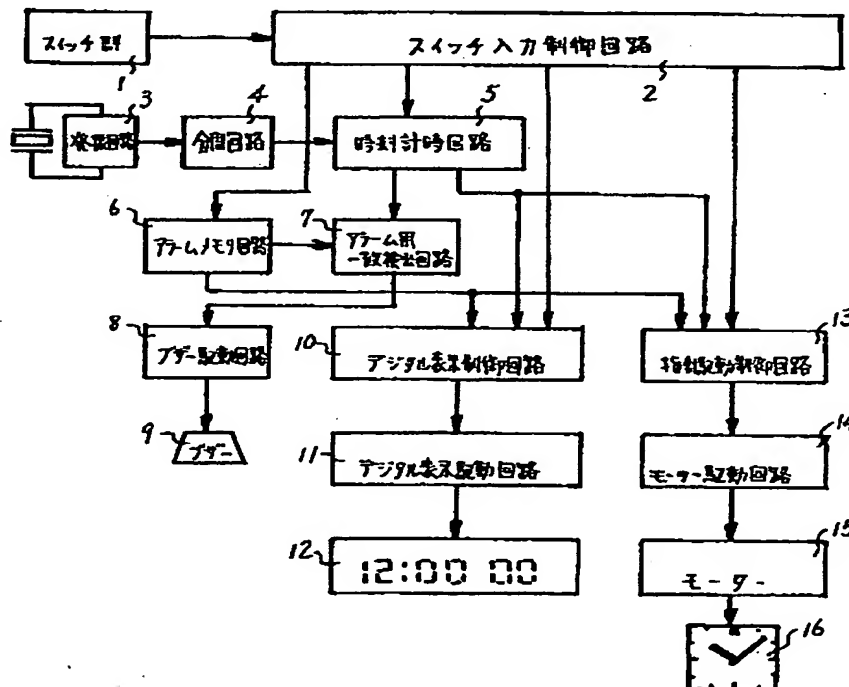 スイッチ群
スイッチ入力制御回路
1
2
3
4
5
発振回路
分周回路
時刻計時回路
6
7
アラームメモリ回路
アラーム用
一致検出回路
8
10
13
ブザー駆動回路
デジタル表示制御回路
指針駆動制御回路
9
ブザー
11
14
デジタル表示駆動回路
モーター駆動回路
12
12:00 00
15
モーター
16